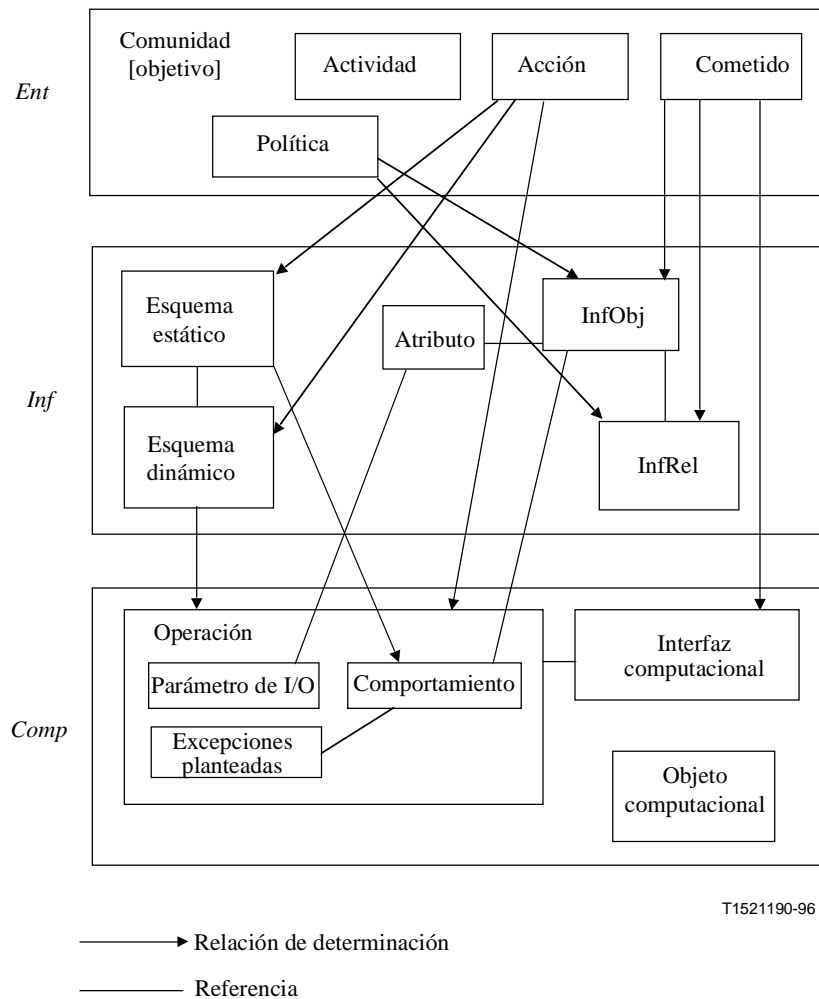 Comunidad
[objetivo]
Actividad
Acción
Cometido
Ent
Política
Esquema
estático
InfObj
Atributo
Inf
Esquema
dinámico
InfRel
Operación
Interfaz
computacional
Parámetro de I/O
Comportamiento
Comp
Excepciones
planteadas
Objeto
computacional
T1521190-96
Relación de determinación
Referencia